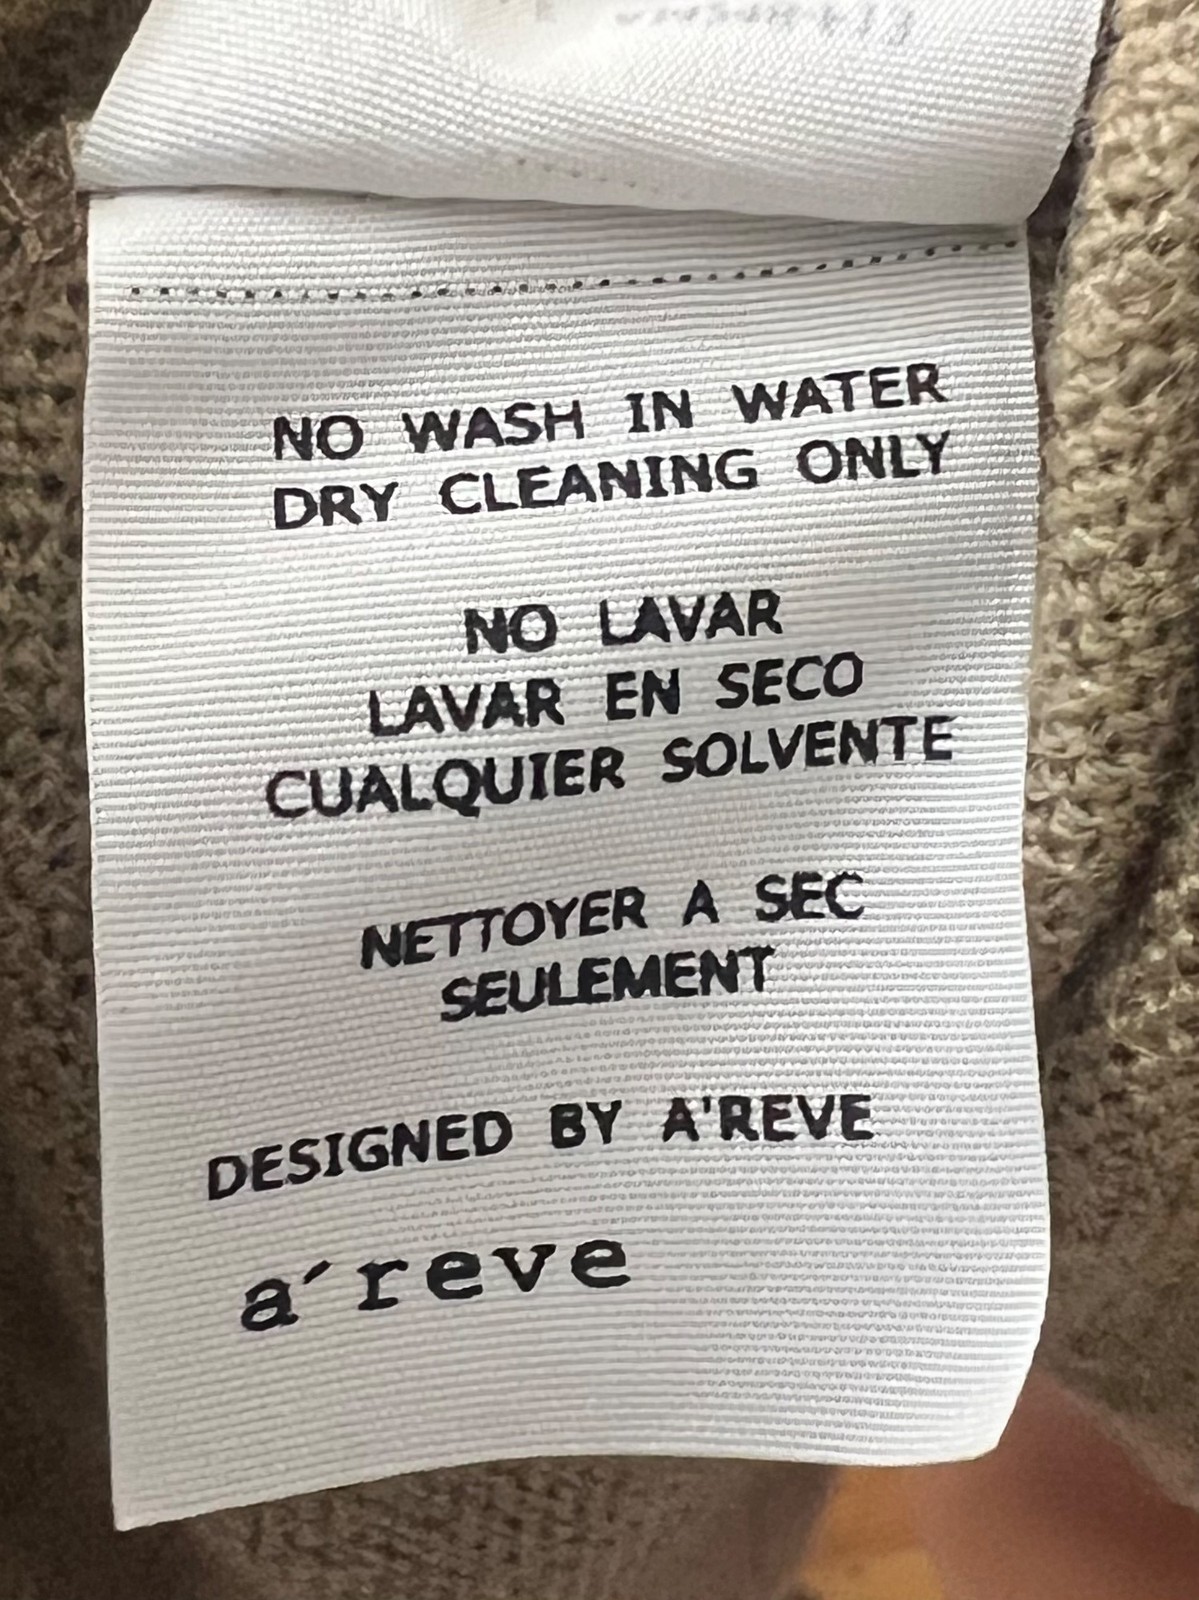 NO WASH IN WATER
DRY CLEANING ONLY
NO LAVAR
LAVAR EN SECO
CUALQUIER SOLVENTE
NETTOYER A SEC
SEULEMENT
DESIGNED BY A'REVE
a´reve